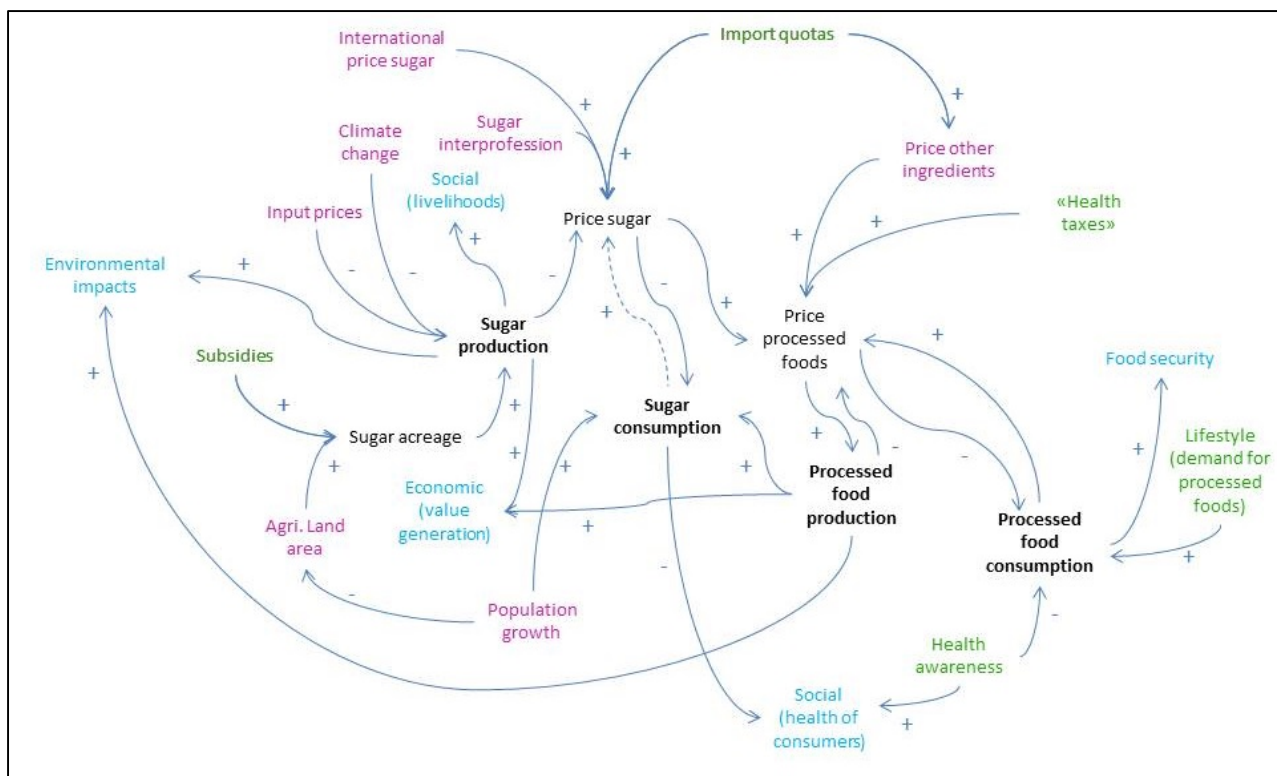 International
price sugar
Import quotas
+
+
Climate
change
Sugar
interprofession
+
Price other
ingredients
Social
(livelihoods)
Input prices
Price sugar
+
«Health
taxes»
Environmental
impacts
+
+
+
-
-
-
-
+
+
Sugar
production
Price
processed
foods
+
Food security
Subsidies
+
+
+
Sugar acreage
Sugar
consumption
+
-
-
+
Lifestyle
(demand for
processed
foods)
+
+
+
+
Economic
(value
generation)
Processed
food
production
Agri. Land
area
+
-
Processed
food
consumption
+
-
Population
growth
-
Health
awareness
Social
(health of
consumers)
+